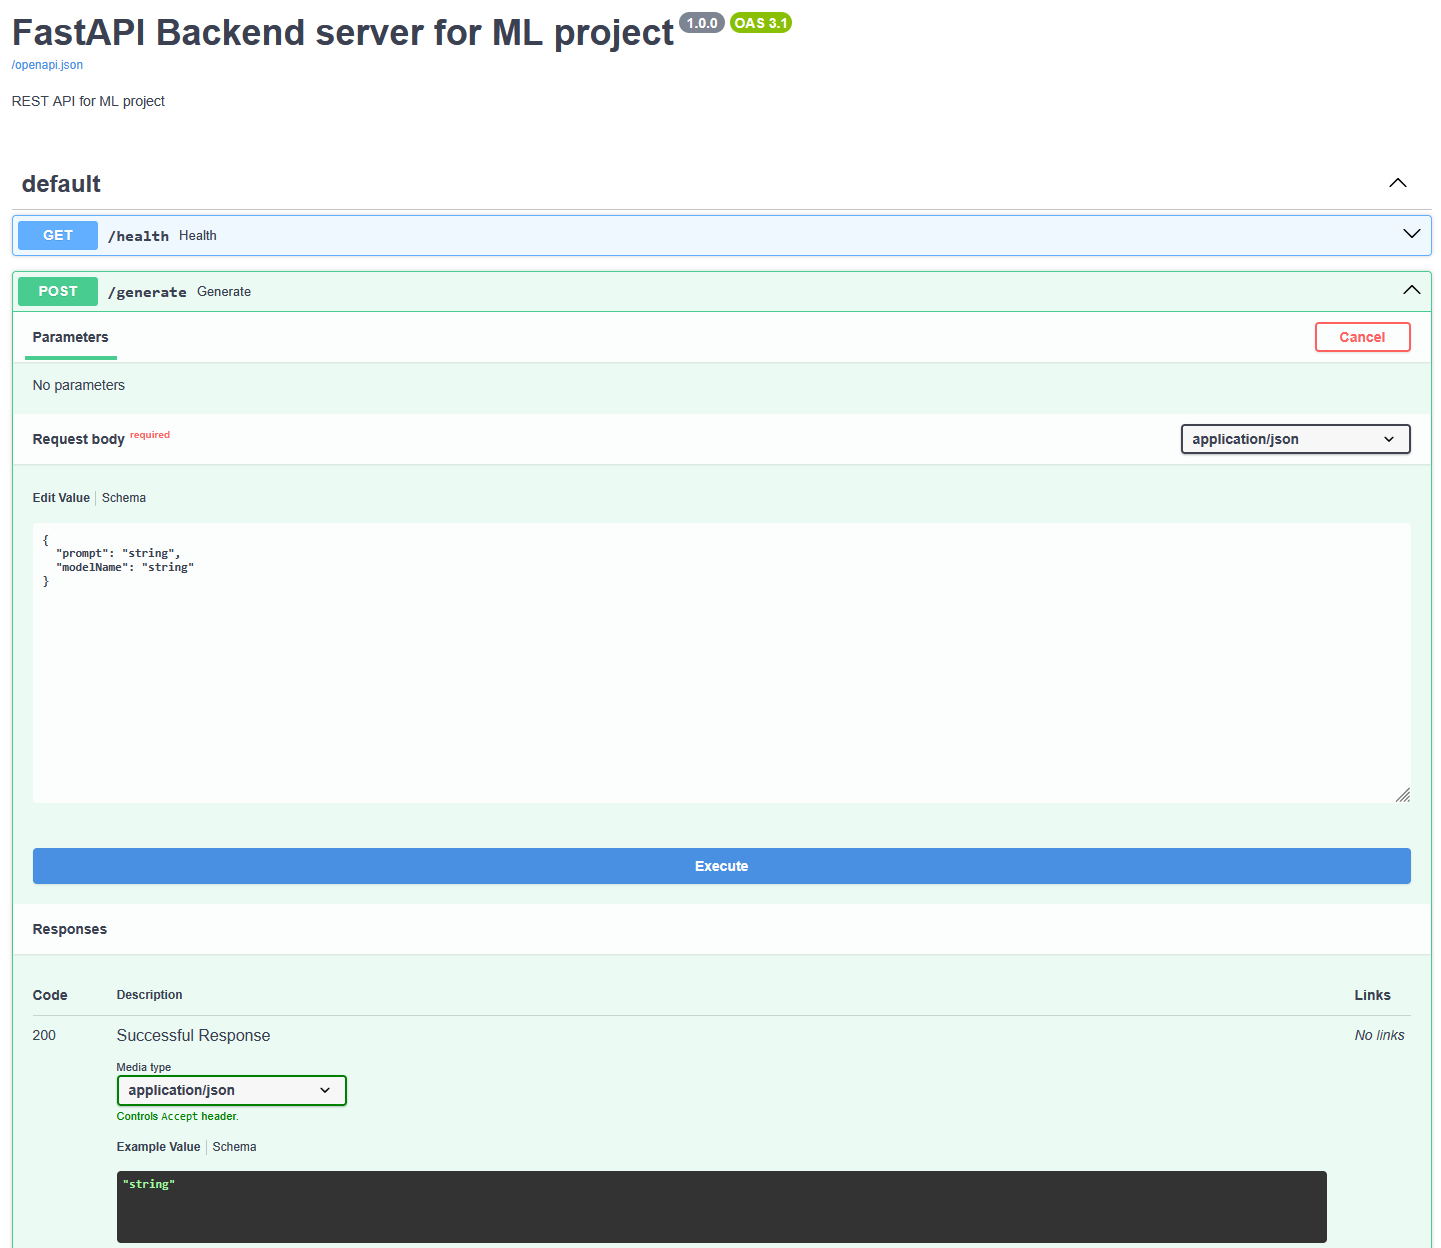 FastAPI Backend server for ML project 1.0.0 OAS 3.1
/openapi.json
REST API for ML project
default
GET /health Health
POST /generate Generate
Parameters
Cancel
No parameters
Request body required
application/json
Edit Value | Schema
{
  "prompt": "string",
  "modelName": "string"
}
Execute
Responses
Code Description Links
200 Successful Response No links
Media type
application/json
Controls Accept header.
Example Value | Schema
"string"